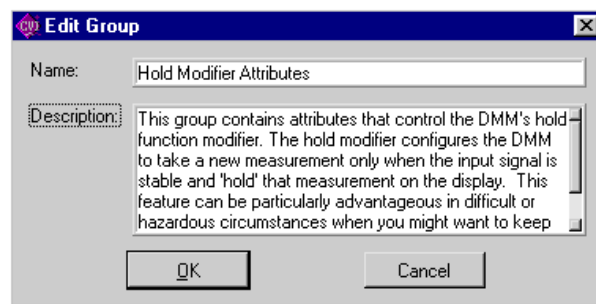 CVI Edit Group
Name: Hold Modifier Attributes
Description: This group contains attributes that control the DMM's hold
function modifier. The hold modifier configures the DMM
to take a new measurement only when the input signal is
stable and 'hold' that measurement on the display.  This
feature can be particularly advantageous in difficult or
hazardous circumstances when you might want to keep
OK Cancel